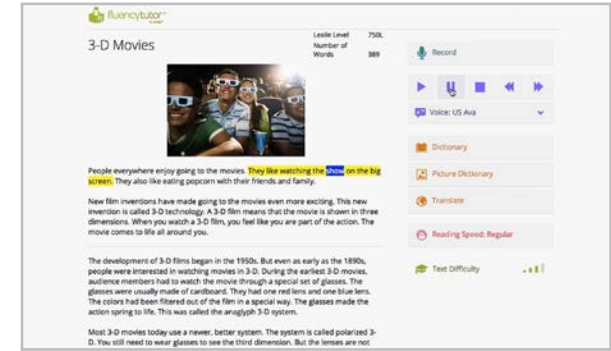 fluencytutor
3-D Movies
Lexile Level 750L
Number of
Words 389
People everywhere enjoy going to the movies. They like watching the show on the big
screen. They also like eating popcorn with their friends and family.
New film inventions have made going to the movies even more exciting. This new
invention is called 3-D technology. A 3-D film means that the movie is shown in three
dimensions. When you watch a 3-D film, you feel like you are part of the action. The
movie comes to life all around you.
The development of 3-D films began in the 1950s. But even as early as the 1890s,
people were interested in watching movies in 3-D. During the earliest 3-D movies,
audience members had to watch the movie through a special set of glasses. The
glasses were usually made of cardboard. They had one red lens and one blue lens.
The colors had been filtered out of the film in a special way. The glasses made the
action spring to life. This was called the anaglyph 3-D system.
Most 3-D movies today use a newer, better system. The system is called polarized 3-
D. You still need to wear glasses to see the third dimension. But the lenses are not
Record
Voice: US Ava
Dictionary
Picture Dictionary
Translate
Reading Speed: Regular
Text Difficulty